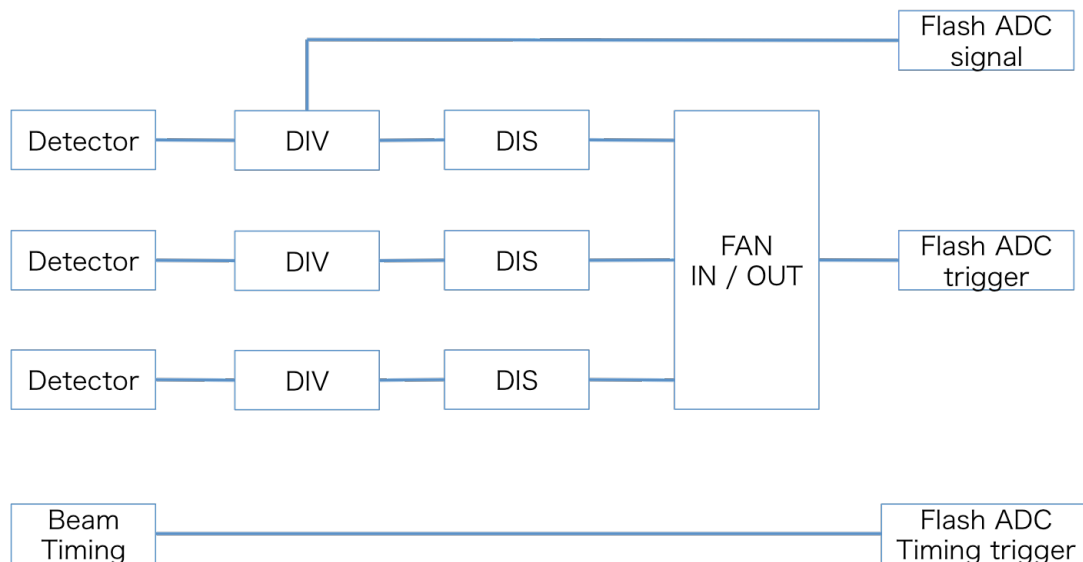 Flash ADC
signal
Detector
DIV
DIS
Detector
DIV
DIS
FAN
IN / OUT
Flash ADC
trigger
Detector
DIV
DIS
Beam
Timing
Flash ADC
Timing trigger